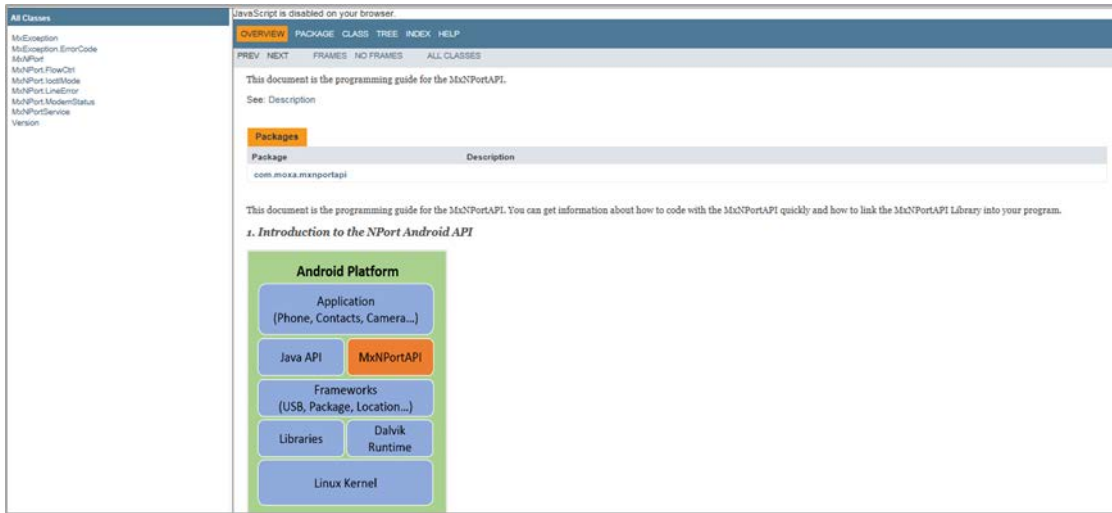 All Classes
MxException
MxException.ErrorCode
MxNPort
MxNPort.FlowCtrl
MxNPort.IoctlMode
MxNPort.LineError
MxNPort.ModemStatus
MxNPortService
Version
JavaScript is disabled on your browser.
OVERVIEW PACKAGE CLASS TREE INDEX HELP
PREV NEXT FRAMES NO FRAMES ALL CLASSES
This document is the programming guide for the MxNPortAPI.
See: Description
Packages
Package Description
com.moxa.mxnportapi
This document is the programming guide for the MxNPortAPI. You can get information about how to code with the MxNPortAPI quickly and how to link the MxNPortAPI Library into your program.
1. Introduction to the NPort Android API
Android Platform
Application
(Phone, Contacts, Camera...)
Java API MxNPortAPI
Frameworks
(USB, Package, Location...)
Libraries Dalvik
Runtime
Linux Kernel